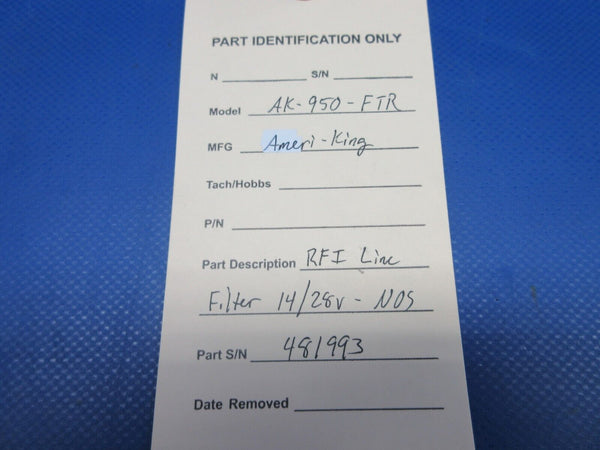 PART IDENTIFICATION ONLY
N S/N
Model AK-950-FTR
MFG Ameri-King
Tach/Hobbs
P/N
Part Description RFI Line
Filter 14/28v - NOS
Part S/N 481993
Date Removed